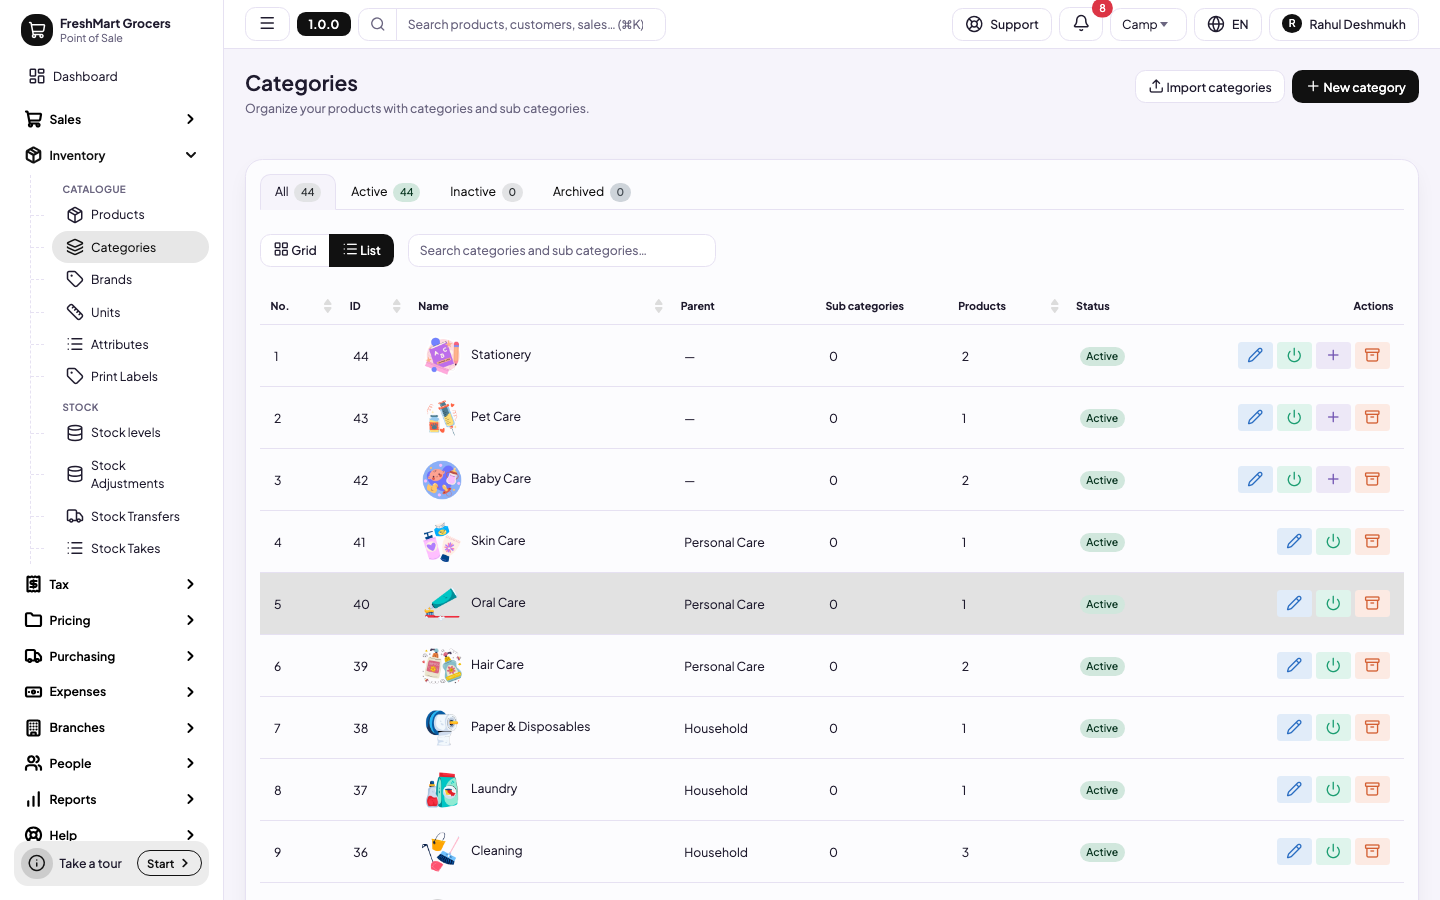 FreshMart Grocers
Point of Sale
1.0.0
Search products, customers, sales... (⌘K)
Support
8
Camp
EN
R
Rahul Deshmukh
Dashboard
Sales
Inventory
CATALOGUE
Products
Categories
Brands
Units
Attributes
Print Labels
STOCK
Stock levels
Stock
Adjustments
Stock Transfers
Stock Takes
Tax
Pricing
Purchasing
Expenses
Branches
People
Reports
Help
Take a tour
Start
Categories
Organize your products with categories and sub categories.
Import categories
New category
All 44
Active 44
Inactive 0
Archived 0
Grid
List
Search categories and sub categories...
No. ID Name Parent Sub categories Products Status Actions
1 44 Stationery — 0 2 Active
2 43 Pet Care — 0 1 Active
3 42 Baby Care — 0 2 Active
4 41 Skin Care Personal Care 0 1 Active
5 40 Oral Care Personal Care 0 1 Active
6 39 Hair Care Personal Care 0 2 Active
7 38 Paper & Disposables Household 0 1 Active
8 37 Laundry Household 0 1 Active
9 36 Cleaning Household 0 3 Active